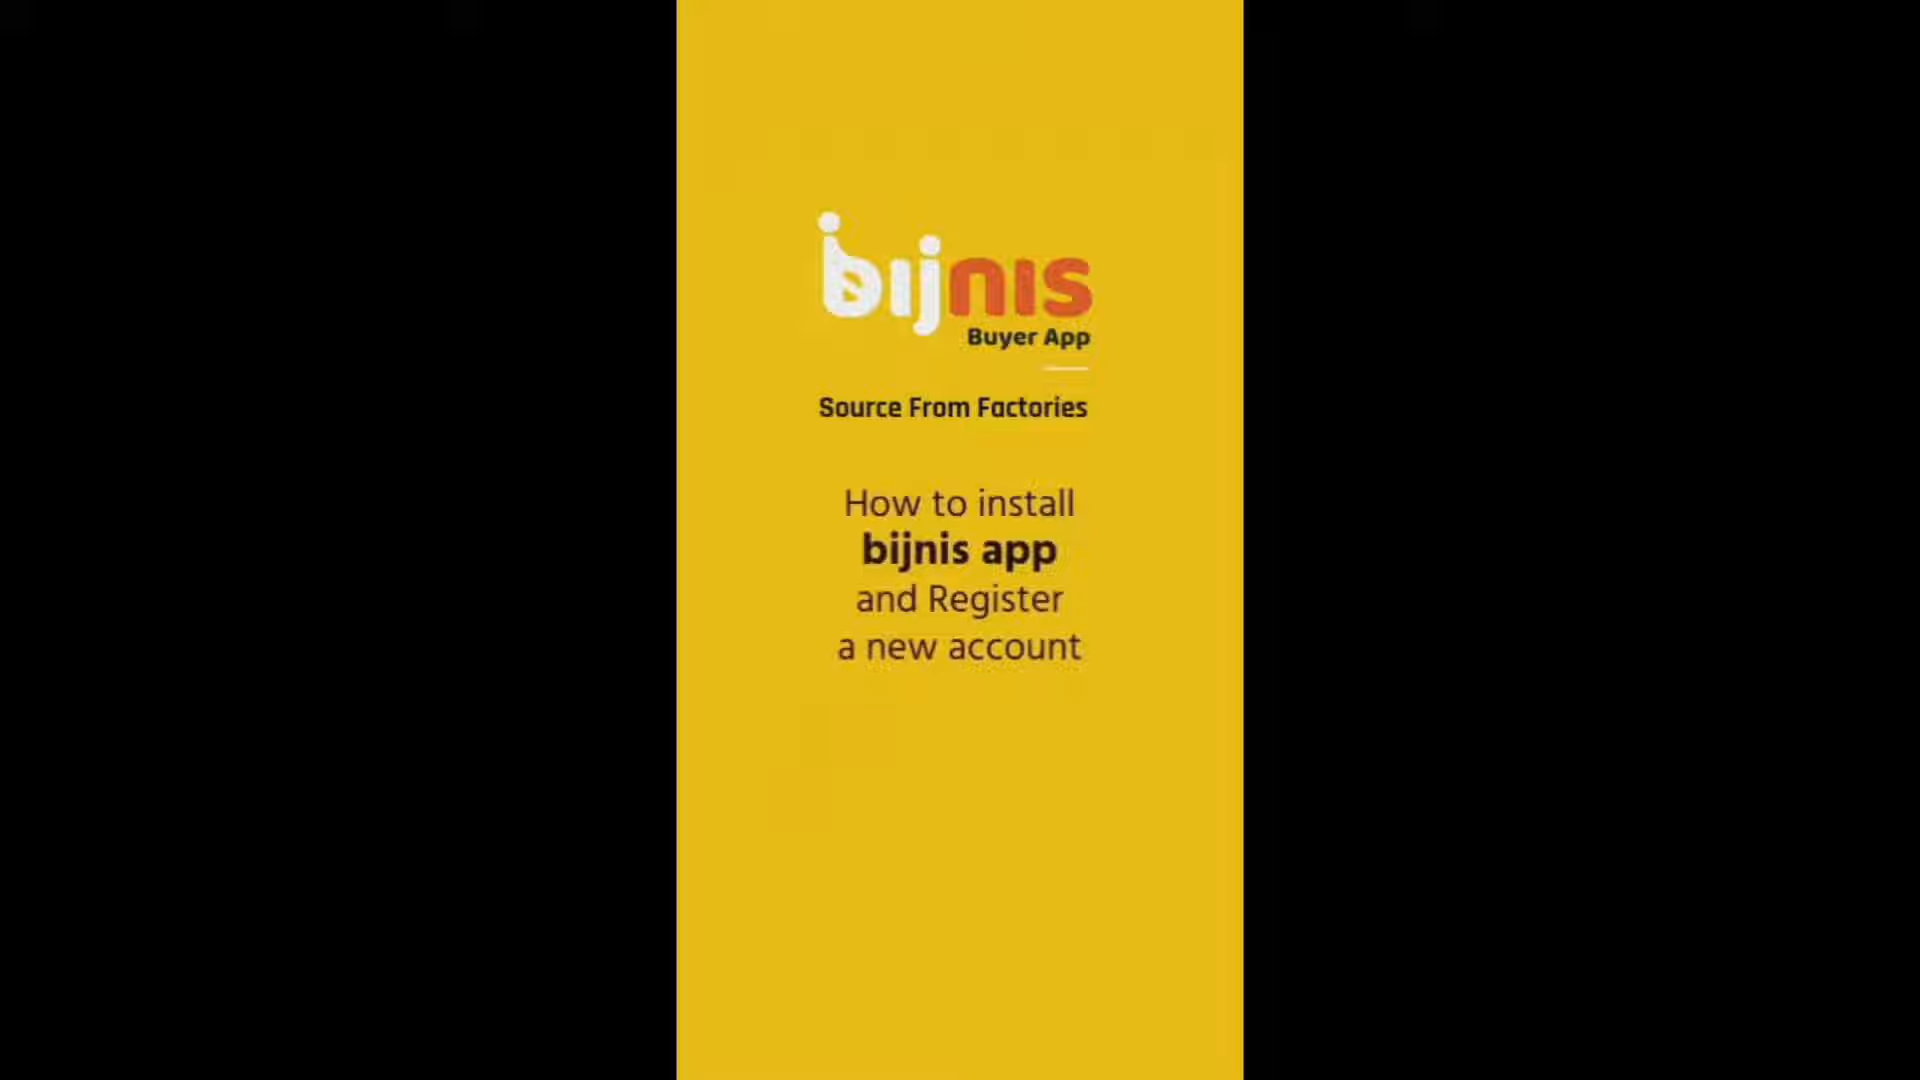 bijnis
Buyer App
Source From Factories
How to install
bijnis app
and Register
a new account